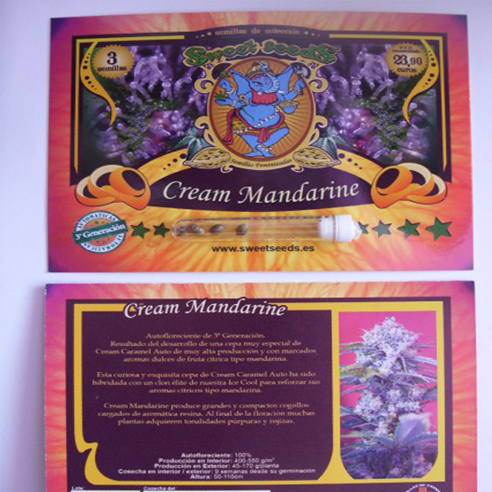 semillas de colección
Sweet Seeds
3
semillas
23,90
euros
Semillas Feminizadas
Cream Mandarine
AUTOMATICAS
3ª Generación
www.sweetseeds.es
Cream Mandarine
Autofloreciente de 3ª Generación.
Resultado del desarrollo de una cepa muy especial de
Cream Caramel Auto de muy alta producción y con marcados
aromas dulces de fruta cítrica tipo mandarina.
Esta curiosa y exquisita cepa de Cream Caramel Auto ha sido
hibridada con un clon élite de nuestra Ice Cool para reforzar sus
aromas cítricos tipo mandarina.
Cream Mandarine produce grandes y compactos cogollos
cargados de aromática resina. Al final de la floración muchas
plantas adquieren tonalidades púrpuras y rojizas.
Autofloreciente: 100%
Producción en Interior: 400-550 g/m²
Producción en Exterior: 45-170 g/planta
Cosecha en interior / exterior: 9 semanas desde su germinación
Altura: 50-110cm
Lote:
Cosecha del: